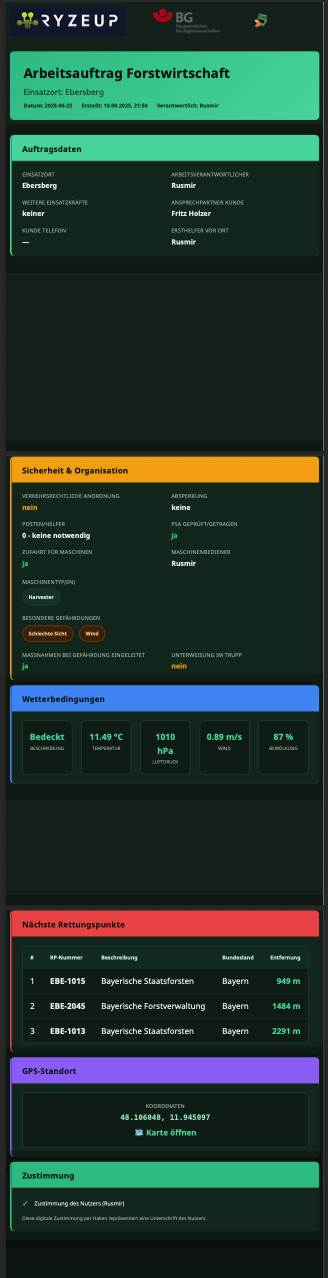 RYZEUP
BG
Die gewerblichen
Berufsgenossenschaften
Arbeitsauftrag Forstwirtschaft
Einsatzort: Ebersberg
Datum: 2025-06-22 Erstellt: 10.09.2025, 21:50 Verantwortlich: Rusmir
Auftragsdaten
EINSATZORT ARBEITSVERANTWORTLICHER
Ebersberg Rusmir
WEITERE EINSATZKRÄFTE ANSPRECHPARTNER KUNDE
keiner Fritz Holzer
KUNDE TELEFON ERSTHELFER VOR ORT
— Rusmir
Sicherheit & Organisation
VERKEHRSRECHTLICHE ANORDNUNG ABSPERRUNG
nein keine
POSTEN/HELFER PSA GEPRÜFT/GETRAGEN
0 - keine notwendig ja
ZUFAHRT FÜR MASCHINEN MASCHINENBEDIENER
ja Rusmir
MASCHINENTYP(EN)
Harvester
BESONDERE GEFÄHRDUNGEN
Schlechte Sicht Wind
MASSNAHMEN BEI GEFÄHRDUNG EINGELEITET UNTERWEISUNG IM TRUPP
ja nein
Wetterbedingungen
Bedeckt 11.49 °C 1010 hPa 0.89 m/s 87 %
BESCHREIBUNG TEMPERATUR LUFTDRUCK WIND BEWÖLKUNG
Nächste Rettungspunkte
# RP-Nummer Beschreibung Bundesland Entfernung
1 EBE-1015 Bayerische Staatsforsten Bayern 949 m
2 EBE-2045 Bayerische Forstverwaltung Bayern 1484 m
3 EBE-1013 Bayerische Staatsforsten Bayern 2291 m
GPS-Standort
KOORDINATEN
48.106048, 11.945097
Karte öffnen
Zustimmung
✓ Zustimmung des Nutzers (Rusmir)
Diese digitale Zustimmung per Haken repräsentiert eine Unterschrift des Nutzers.